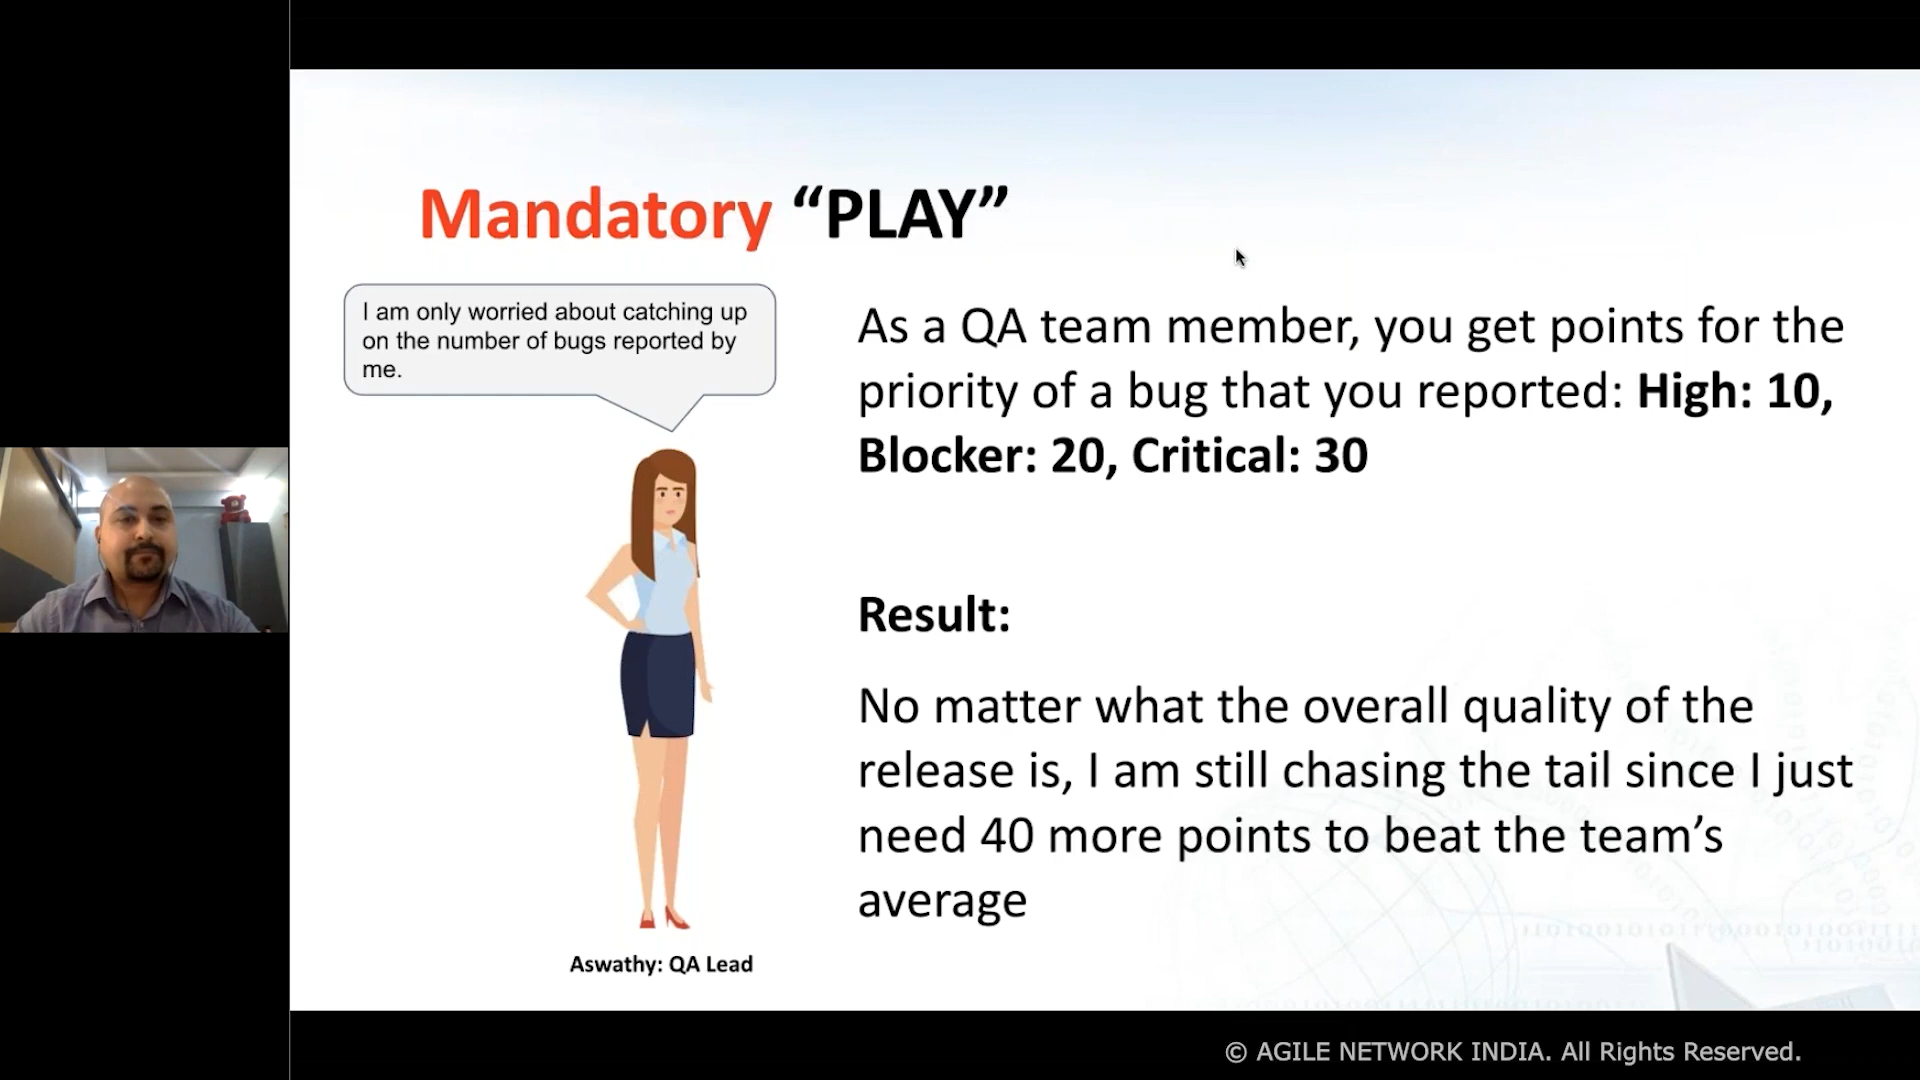 Mandatory “PLAY”
I am only worried about catching up
on the number of bugs reported by
me.
As a QA team member, you get points for the
priority of a bug that you reported: High: 10,
Blocker: 20, Critical: 30
Result:
No matter what the overall quality of the
release is, I am still chasing the tail since I just
need 40 more points to beat the team’s
average
Aswathy: QA Lead
© AGILE NETWORK INDIA. All Rights Reserved.